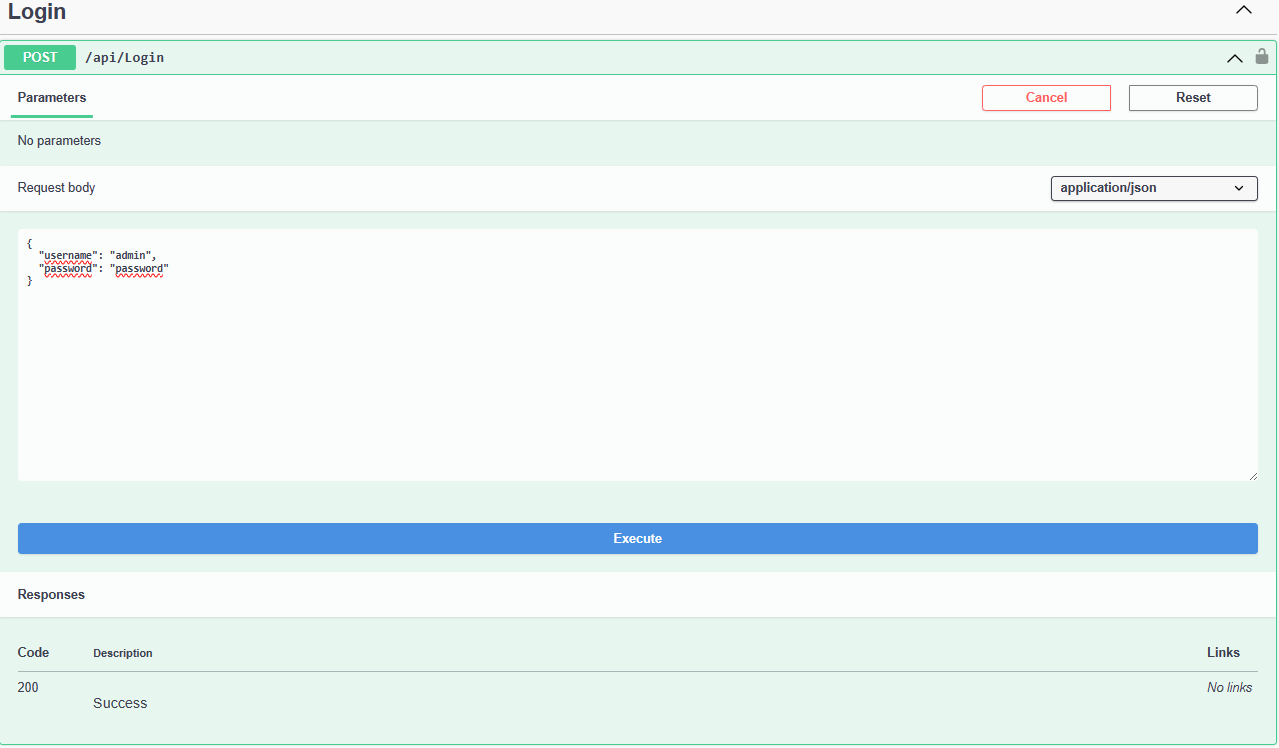 Login
POST /api/Login
Parameters Cancel Reset
No parameters
Request body application/json
{
"username": "admin",
"password": "password"
}
Execute
Responses
Code Description Links
200 Success No links